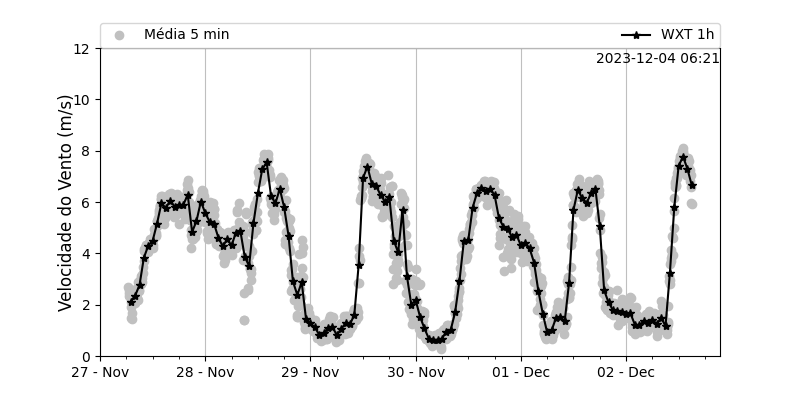 Média 5 min
WXT 1h
2023-12-04 06:21
Velocidade do Vento (m/s)
12
10
8
6
4
2
0
27 - Nov
28 - Nov
29 - Nov
30 - Nov
01 - Dec
02 - Dec